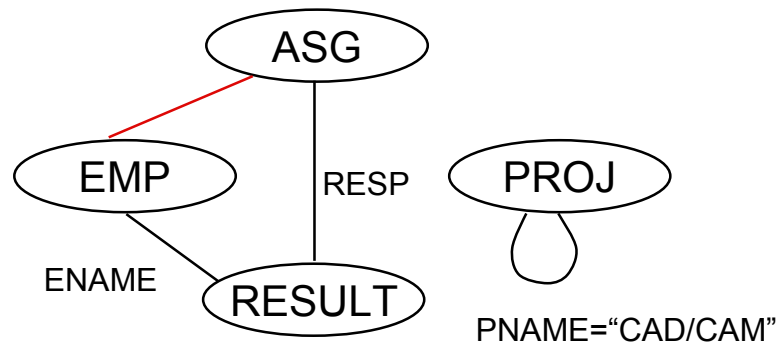 ASG
EMP
RESP
PROJ
ENAME
RESULT
PNAME=“CAD/CAM”